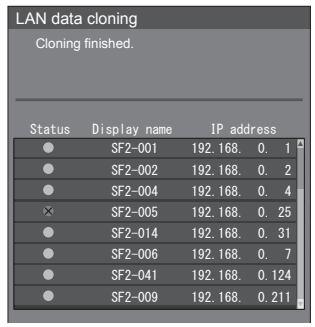 LAN data cloning
Cloning finished.
Status Display name IP address
SF2-001 192.168. 0. 1
SF2-002 192.168. 0. 2
SF2-004 192.168. 0. 4
SF2-005 192.168. 0. 25
SF2-014 192.168. 0. 31
SF2-006 192.168. 0. 7
SF2-041 192.168. 0.124
SF2-009 192.168. 0.211